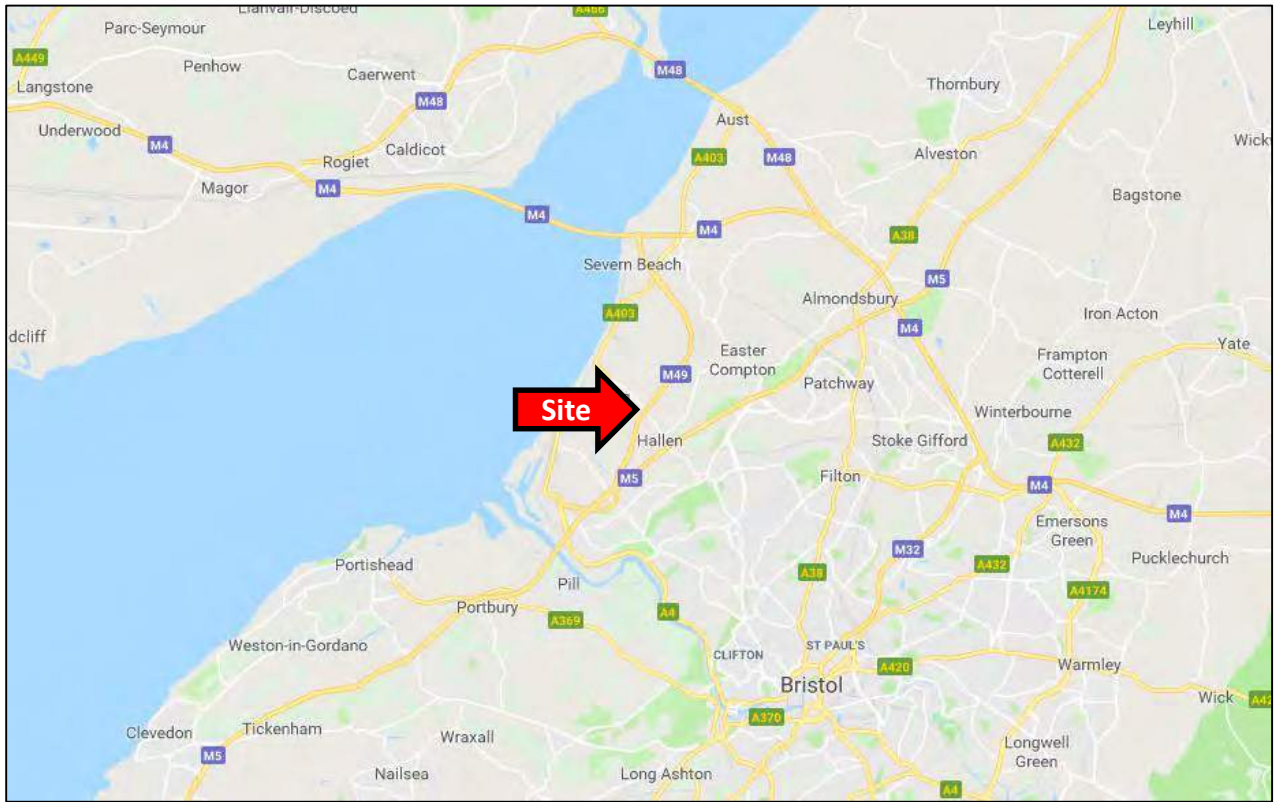 Llanvair-Discoed
A466
Parc-Seymour
Leyhill
A449
Penhow
Caerwent
M48
Langstone
M48
Thornbury
Underwood
Aust
M4
Caldicot
A403
M48
Alveston
Rogiet
Magor
M4
Bagstone
M4
M4
A38
Severn Beach
M5
Almondsbury
A403
Iron Acton
M4
dcliff
Easter
Compton
Frampton
Cotterell
Yate
M49
Patchway
Site
Winterbourne
Hallen
Stoke Gifford
A432
M5
Filton
M4
M4
Emersons
Green
M32
Pucklechurch
Portishead
A38
A432
Pill
A4174
Portbury
A4
A369
Weston-in-Gordano
CLIFTON
ST PAUL'S
A420
Warmley
Bristol
Wick
Clevedon
Tickenham
A370
Wraxall
M5
Longwell
Green
Nailsea
Long Ashton
A4